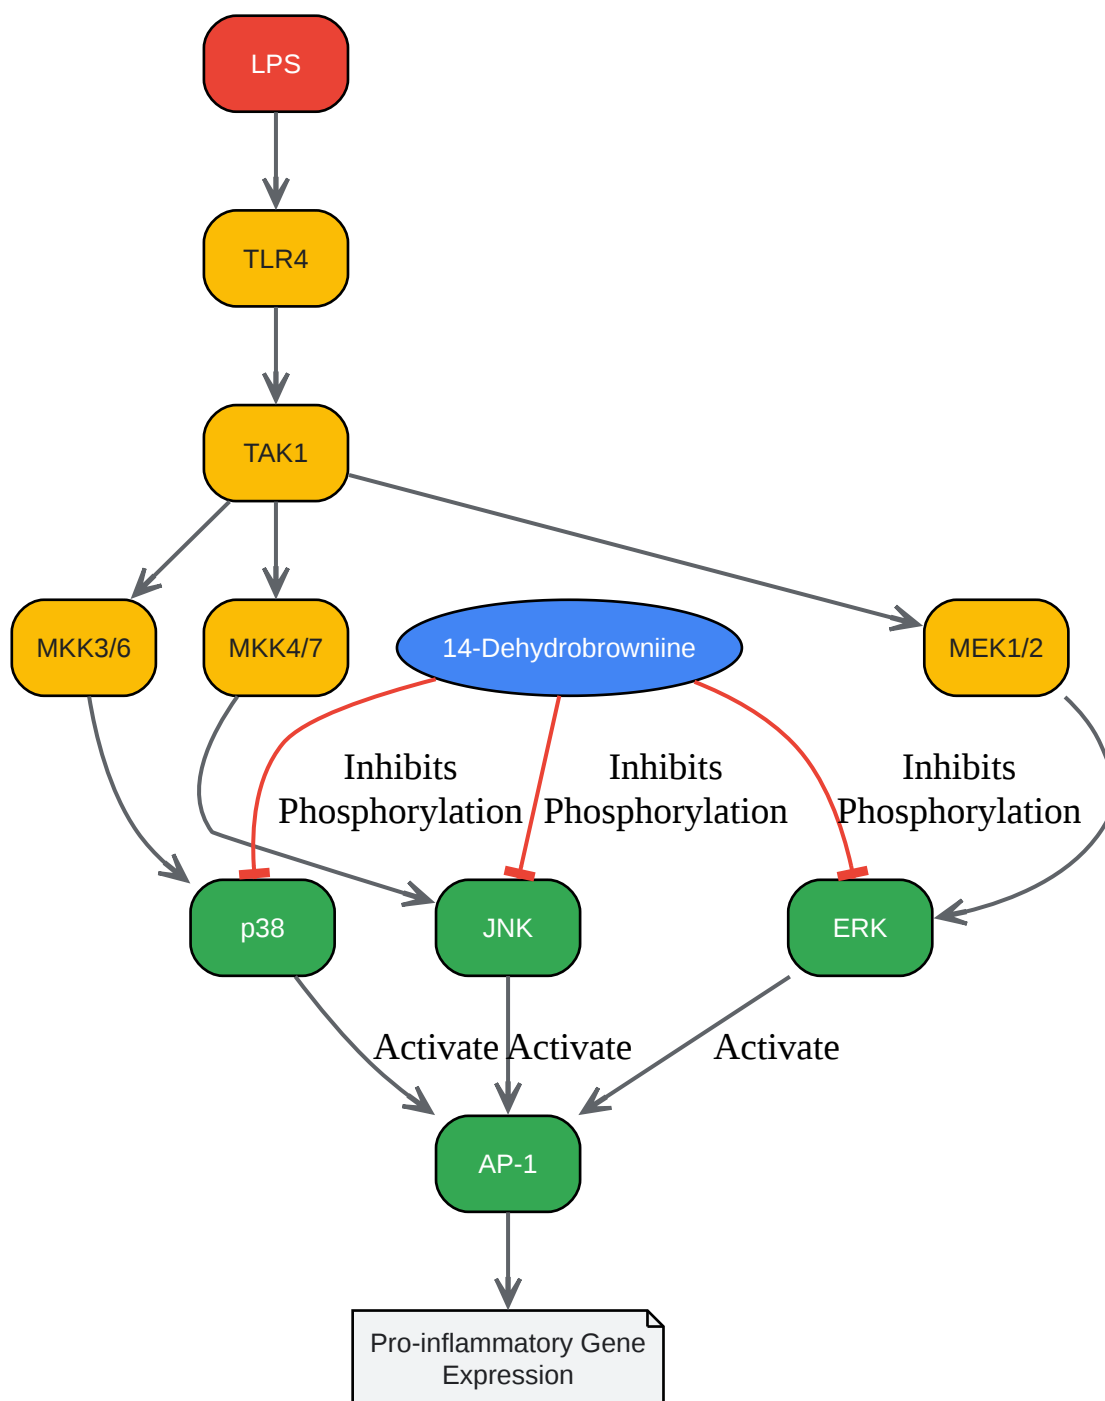 LPS
TLR4
TAK1
MKK3/6
MKK4/7
14-Dehydrobrowniine
MEK1/2
Inhibits
Phosphorylation
Inhibits
Phosphorylation
Inhibits
Phosphorylation
p38
JNK
ERK
Activate
Activate
Activate
AP-1
Pro-inflammatory Gene
Expression